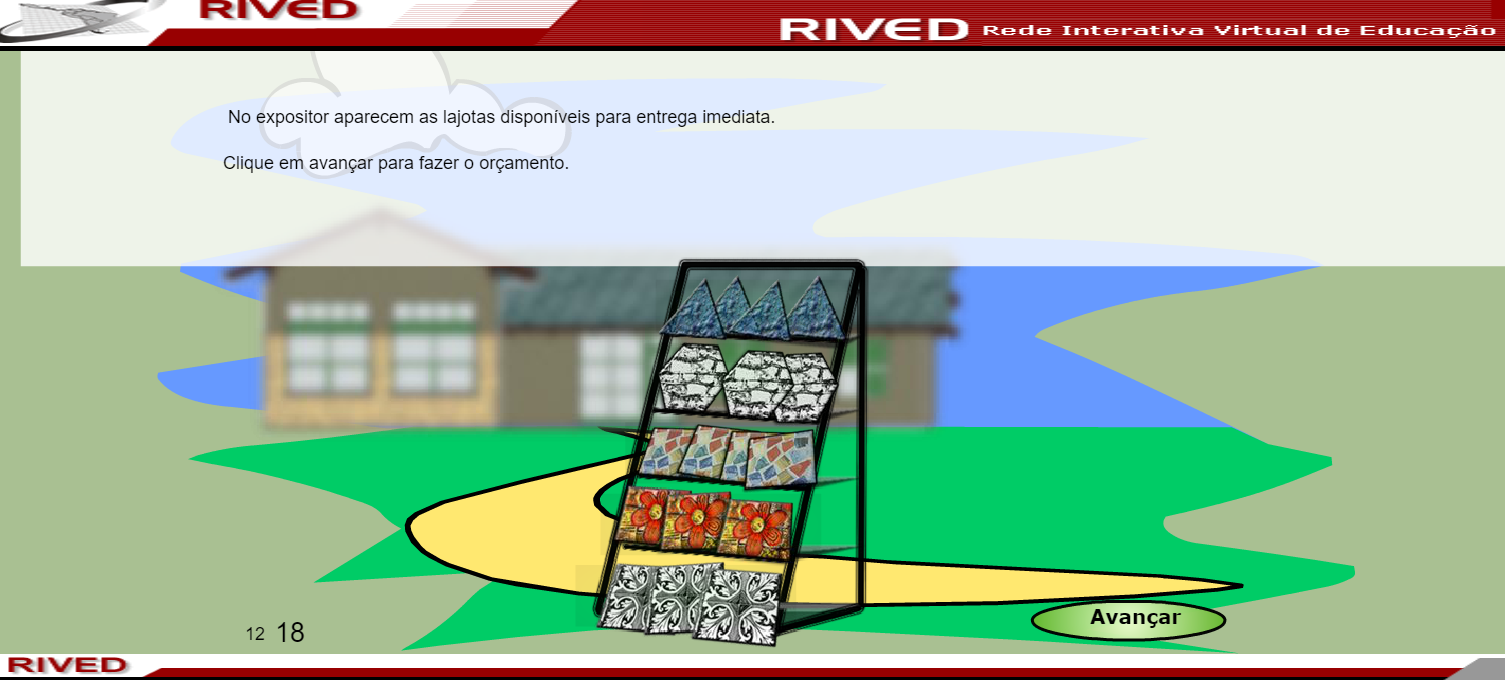 RIVED
RIVED Rede Interativa Virtual de Educação
No expositor aparecem as lajotas disponíveis para entrega imediata.
Clique em avançar para fazer o orçamento.
Avançar
12 18
RIVED